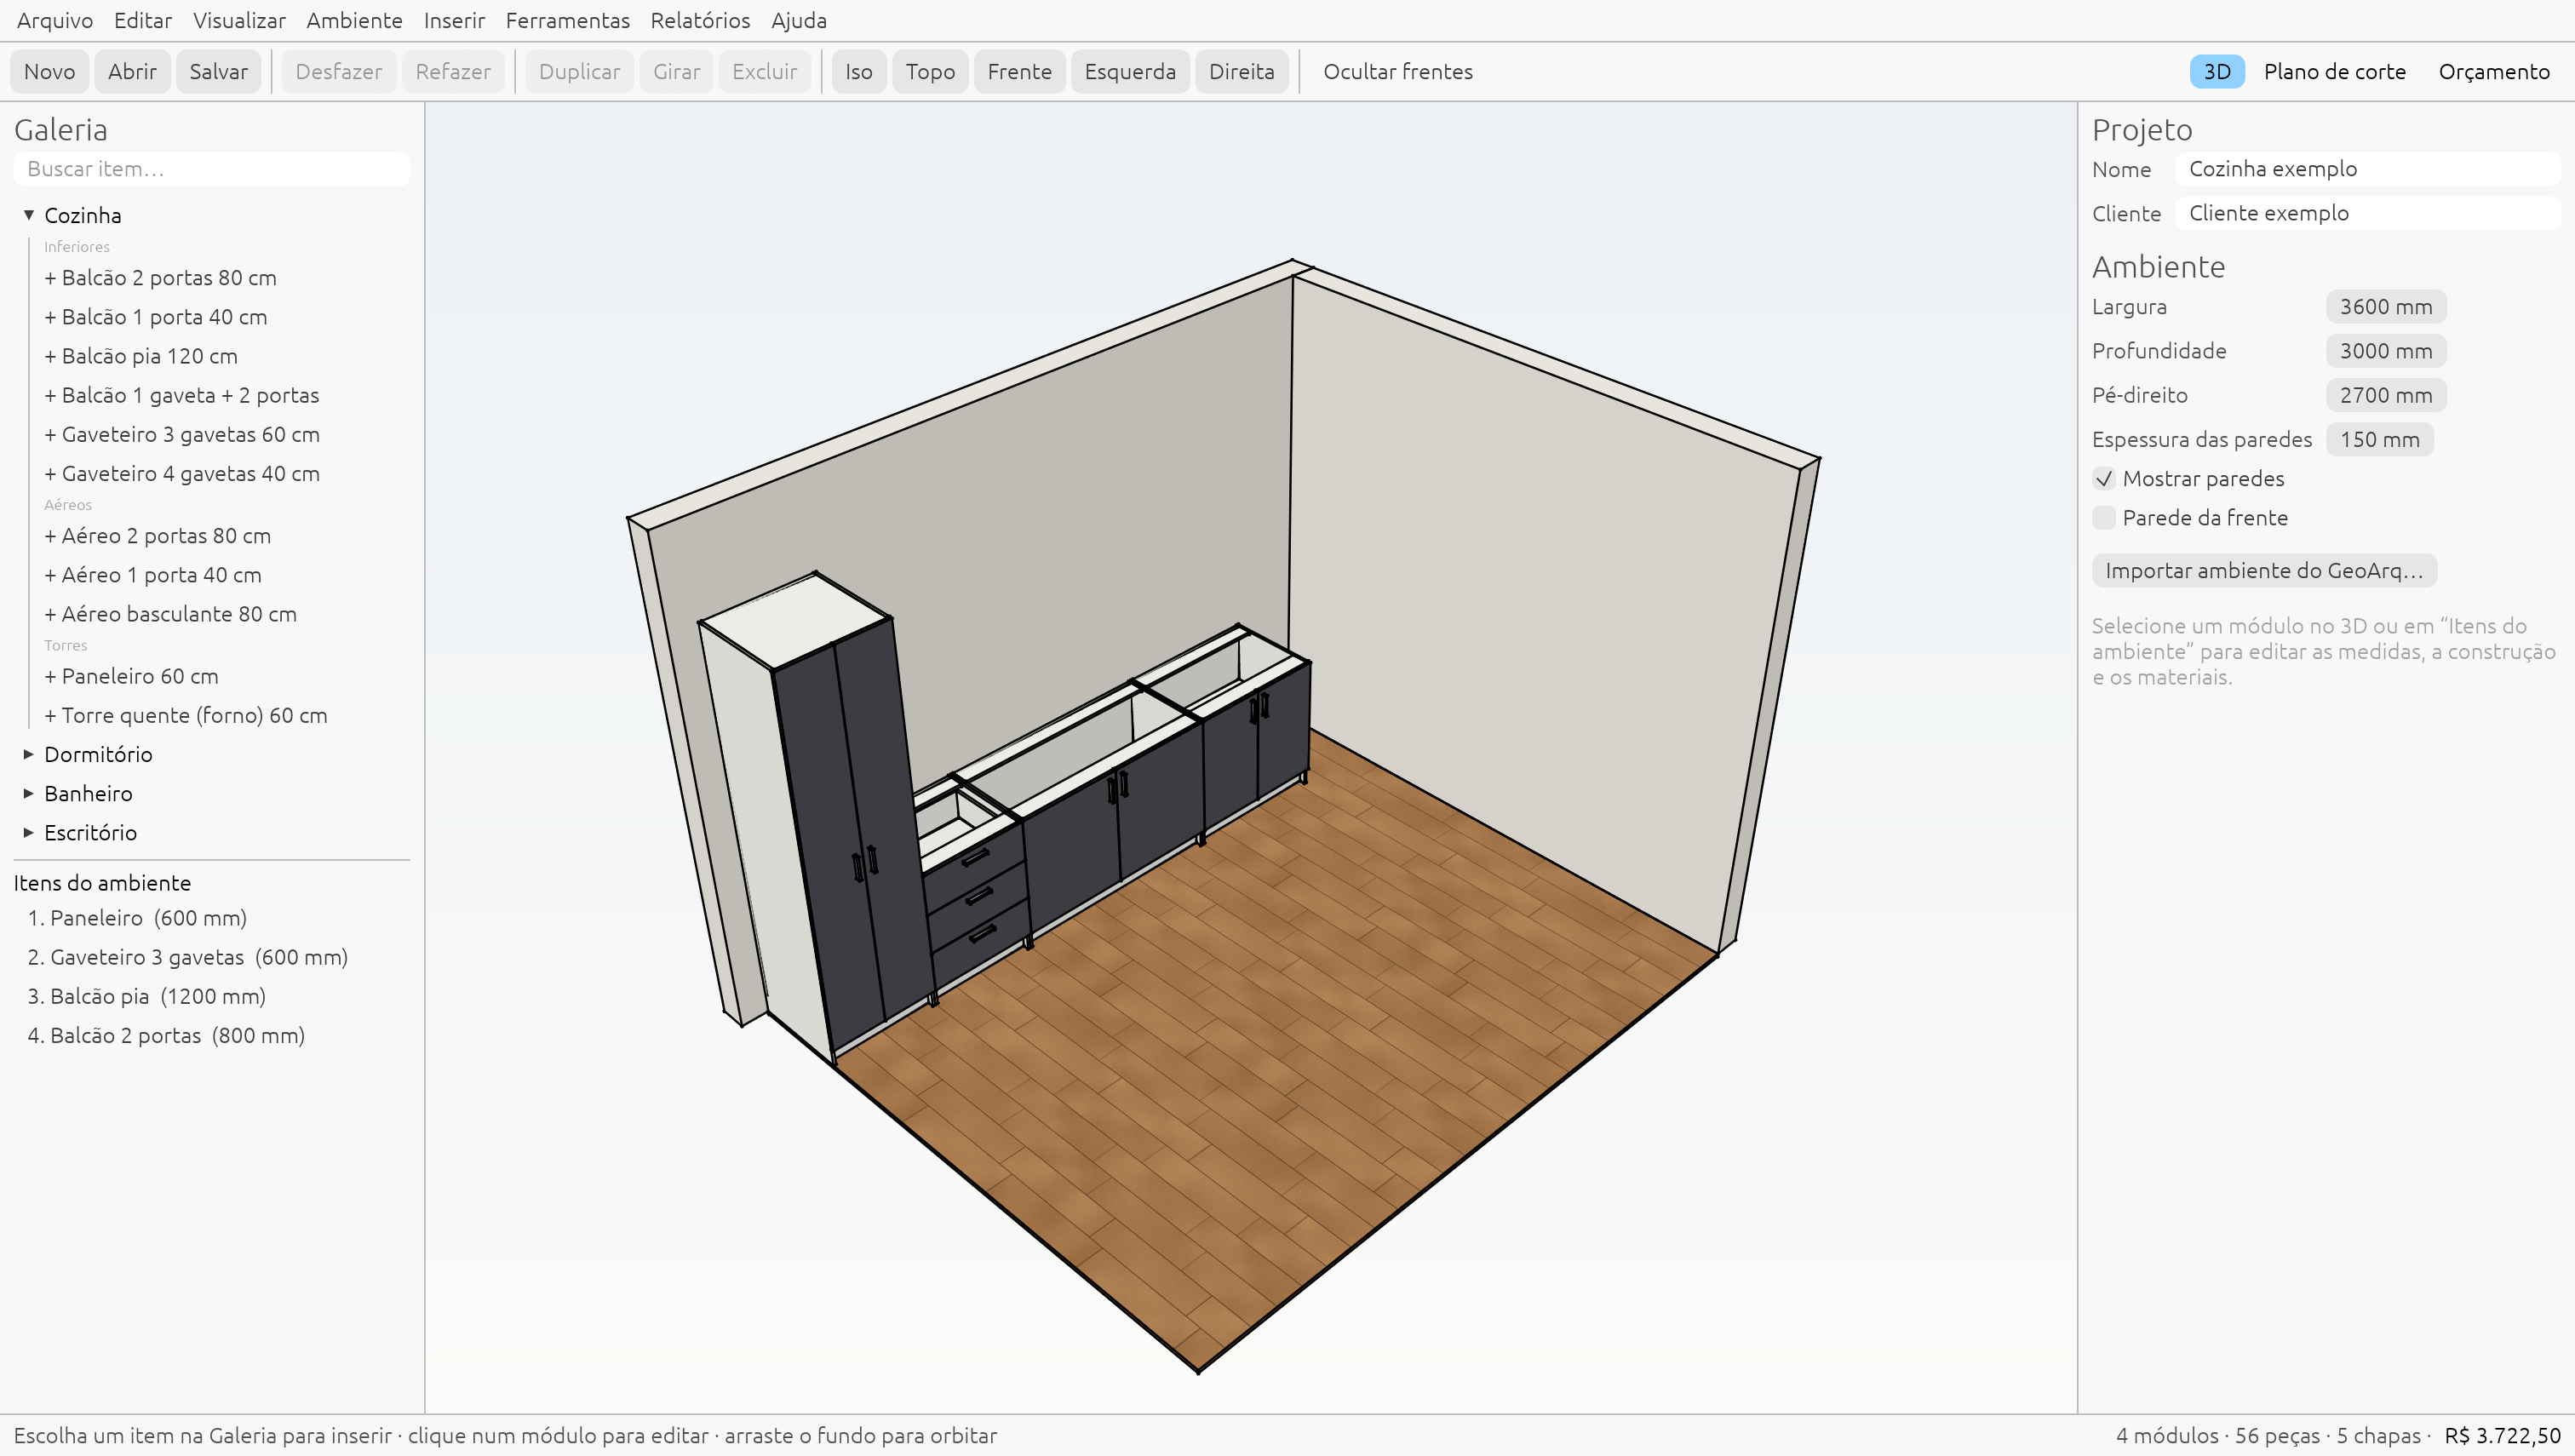 Arquivo Editar Visualizar Ambiente Inserir Ferramentas Relatórios Ajuda
Novo Abrir Salvar Desfazer Refazer Duplicar Girar Excluir Iso Topo Frente Esquerda Direita Ocultar frentes 3D Plano de corte Orçamento
Galeria
Buscar item…
Cozinha
Inferiores
+ Balcão 2 portas 80 cm
+ Balcão 1 porta 40 cm
+ Balcão pia 120 cm
+ Balcão 1 gaveta + 2 portas
+ Gaveteiro 3 gavetas 60 cm
+ Gaveteiro 4 gavetas 40 cm
Aéreos
+ Aéreo 2 portas 80 cm
+ Aéreo 1 porta 40 cm
+ Aéreo basculante 80 cm
Torres
+ Paneleiro 60 cm
+ Torre quente (forno) 60 cm
Dormitório
Banheiro
Escritório
Itens do ambiente
1. Paneleiro (600 mm)
2. Gaveteiro 3 gavetas (600 mm)
3. Balcão pia (1200 mm)
4. Balcão 2 portas (800 mm)
Projeto
Nome Cozinha exemplo
Cliente Cliente exemplo
Ambiente
Largura 3600 mm
Profundidade 3000 mm
Pé-direito 2700 mm
Espessura das paredes 150 mm
Mostrar paredes
Parede da frente
Importar ambiente do GeoArq…
Selecione um módulo no 3D ou em “Itens do
ambiente” para editar as medidas, a construção
e os materiais.
Escolha um item na Galeria para inserir · clique num módulo para editar · arraste o fundo para orbitar
4 módulos · 56 peças · 5 chapas · R$ 3.722,50